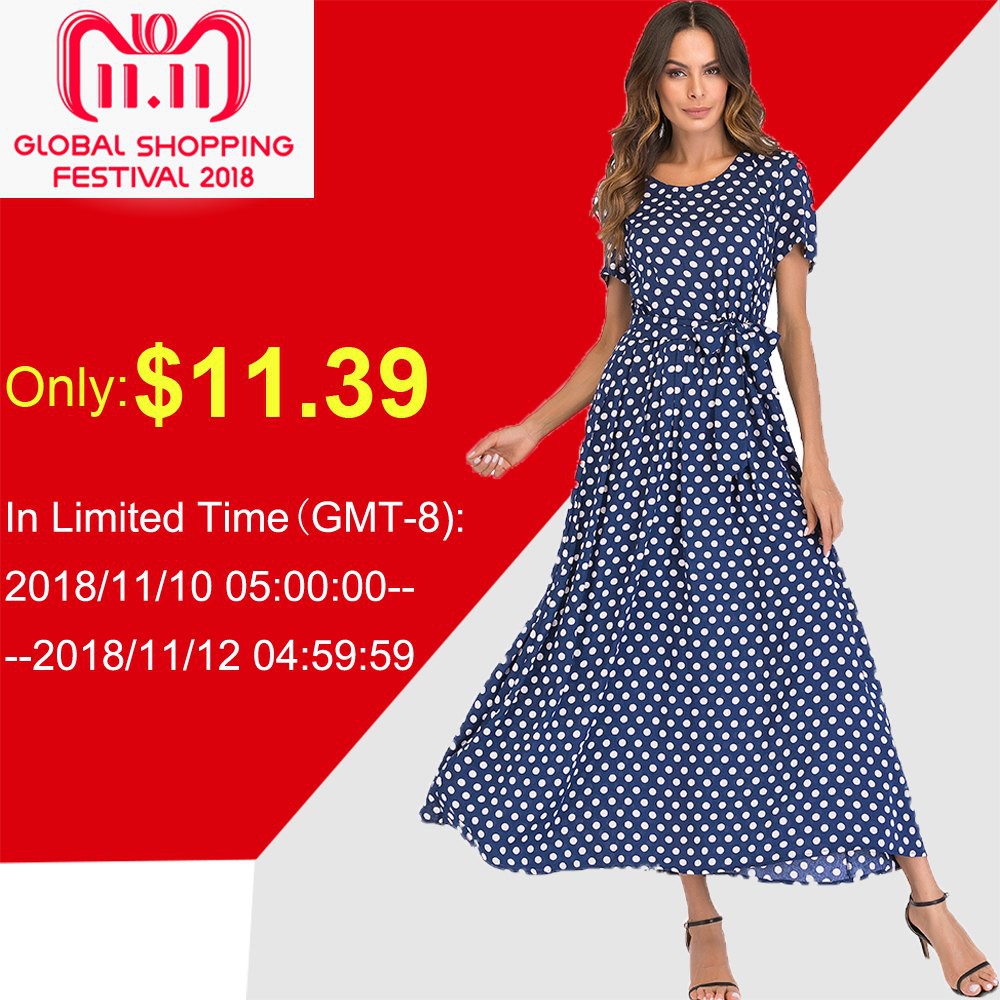 11.11
GLOBAL SHOPPING
FESTIVAL 2018
Only: $11.39
In Limited Time（GMT-8):
2018/11/10 05:00:00--
--2018/11/12 04:59:59